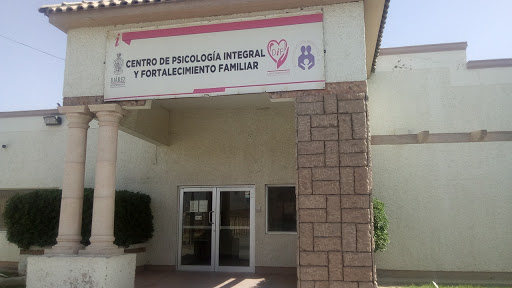 CENTRO DE PSICOLOGÍA INTEGRAL
Y FORTALECIMIENTO FAMILIAR
DIF